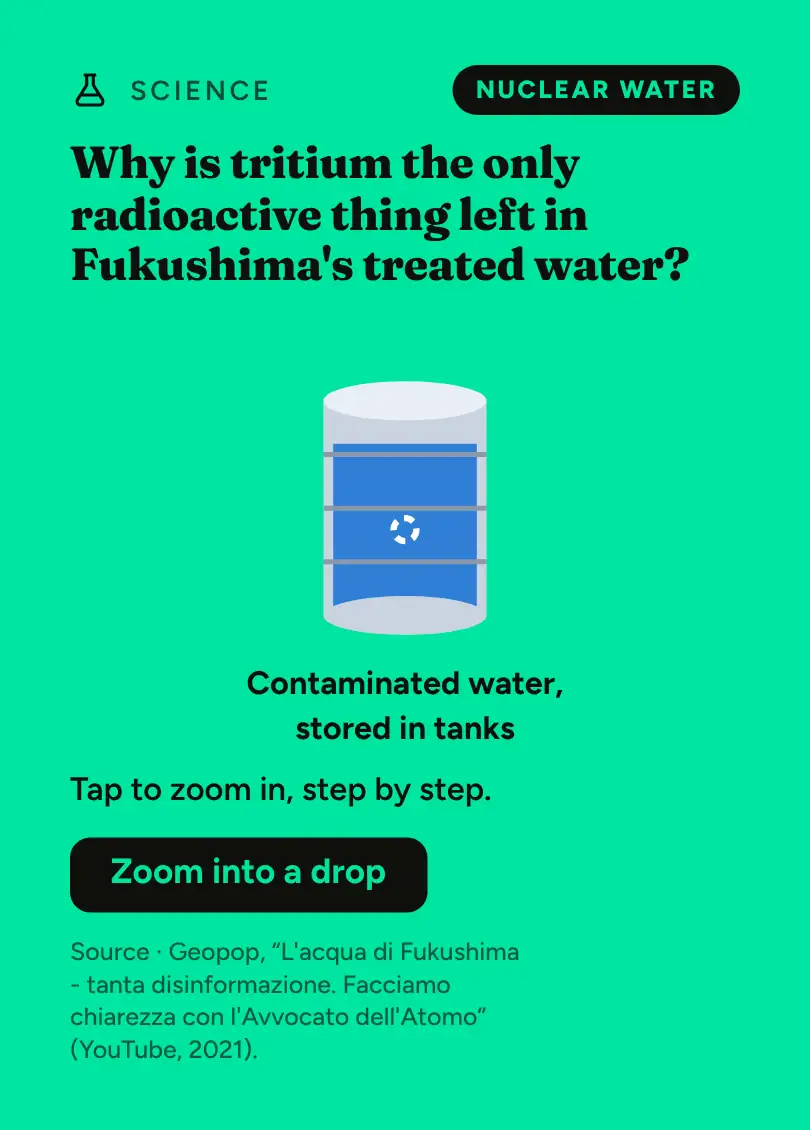 SCIENCE
NUCLEAR WATER
Why is tritium the only
radioactive thing left in
Fukushima's treated water?
Contaminated water,
stored in tanks
Tap to zoom in, step by step.
Zoom into a drop
Source · Geopop, “L'acqua di Fukushima
- tanta disinformazione. Facciamo
chiarezza con l'Avvocato dell'Atomo”
(YouTube, 2021).